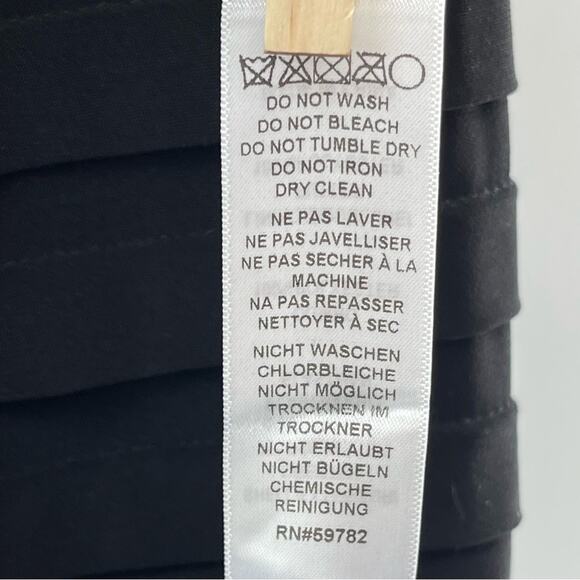 DO NOT WASH
DO NOT BLEACH
DO NOT TUMBLE DRY
DO NOT IRON
DRY CLEAN
NE PAS LAVER
NE PAS JAVELLISER
NE PAS SÉCHER À LA
MACHINE
NA PAS REPASSER
NETTOYER À SEC
NICHT WASCHEN
CHLORBLEICHE
NICHT MÖGLICH
TROCKNEN IM
TROCKNER
NICHT ERLAUBT
NICHT BÜGELN
CHEMISCHE
REINIGUNG
RN#59782